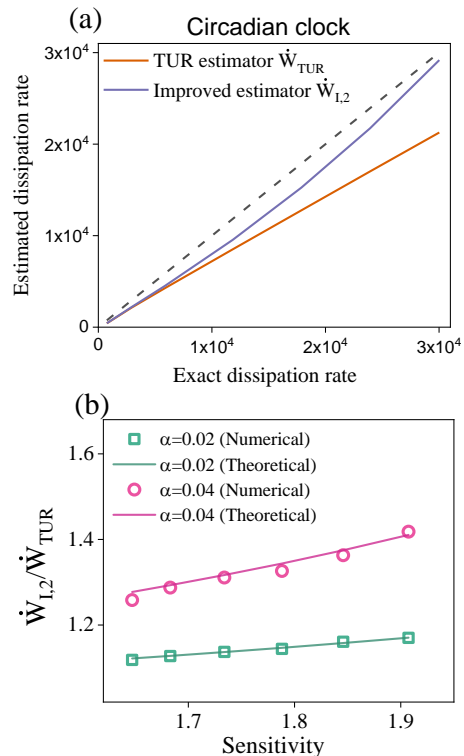 (a)
Circadian clock
3x10⁴
TUR estimator Ẇ_TUR
Improved estimator Ẇ_I,2
2x10⁴
1x10⁴
0
Estimated dissipation rate
0 1x10⁴ 2x10⁴ 3x10⁴
Exact dissipation rate
(b)
α=0.02 (Numerical)
α=0.02 (Theoretical)
α=0.04 (Numerical)
α=0.04 (Theoretical)
1.6
1.4
1.2
Ẇ_I,2/Ẇ_TUR
1.7 1.8 1.9
Sensitivity